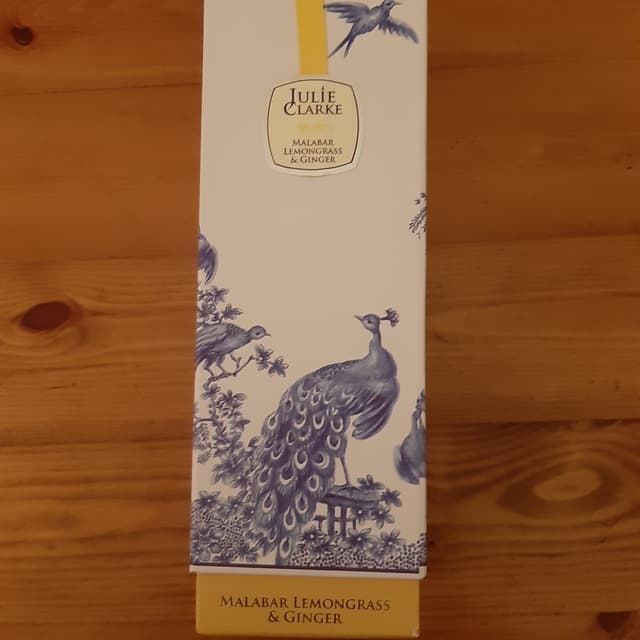 JULIE
CLARKE
MALABAR
LEMONGRASS
& GINGER
MALABAR LEMONGRASS
& GINGER